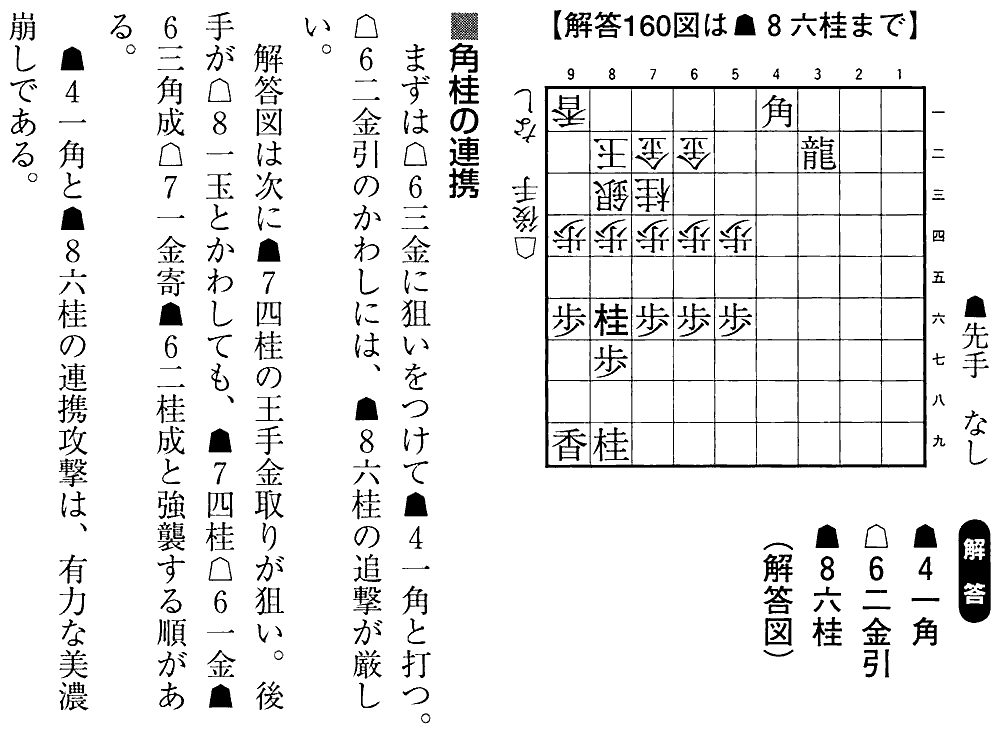 【解答160図は☗8六桂まで】
9 8 7 6 5 4 3 2 1
香 角 一
王 金 金 龍 二
銀 桂 三
歩 歩 歩 歩 歩 四
五
歩 桂 歩 歩 歩 六
歩 七
八
香 桂 九
☖後手 なし
☗先手 なし
解答
☗4一角
☖6二金引
☗8六桂
(解答図)
■角桂の連携
まずは☖6三金に狙いをつけて☗4一角と打つ。
☖6二金引のかわしには、☗8六桂の追撃が厳し
い。
解答図は次に☗7四桂の王手金取りが狙い。後
手が☖8一玉とかわしても、☗7四桂☖6一金☗
6三角成☖7一金寄☗6二桂成と強襲する順があ
る。
☗4一角と☗8六桂の連携攻撃は、有力な美濃
崩しである。